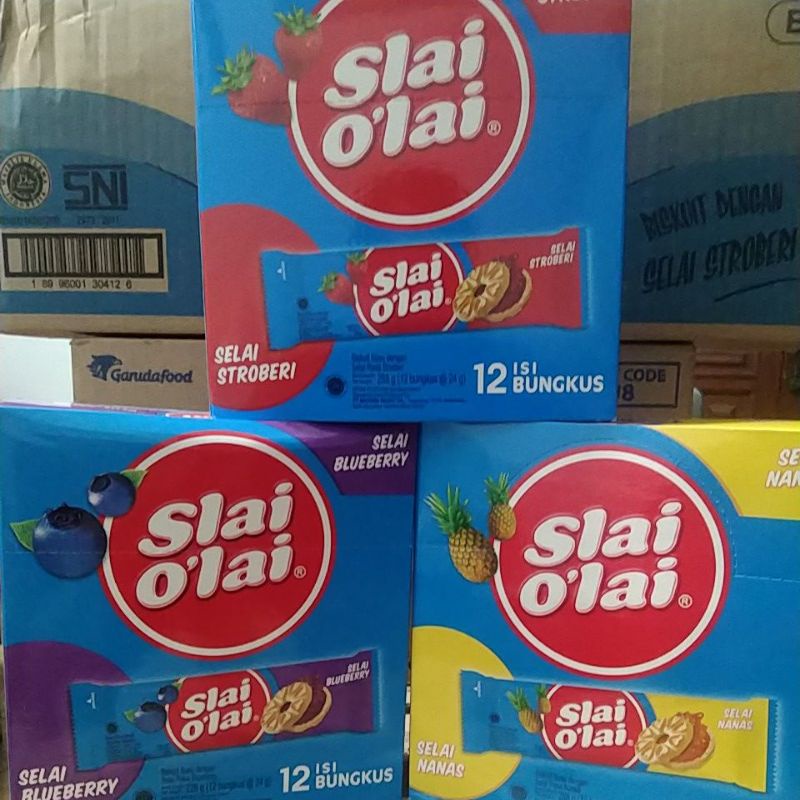 SNI
1 89 96001 30412 6
Garudafood
Slai
O'lai®
Slai
O'lai®
SELAI
STROBERI
SELAI
STROBERI
12 ISI
BUNGKUS
BISKUIT DENGAN
SELAI STROBERI
CODE
SELAI
BLUEBERRY
Slai
O'lai®
Slai
O'lai
SELAI
BLUEBERRY
SELAI
BLUEBERRY
12 ISI
BUNGKUS
SE
NAN
Slai
O'lai®
Slai
O'lai
SELAI
NANAS
SELAI
NANAS